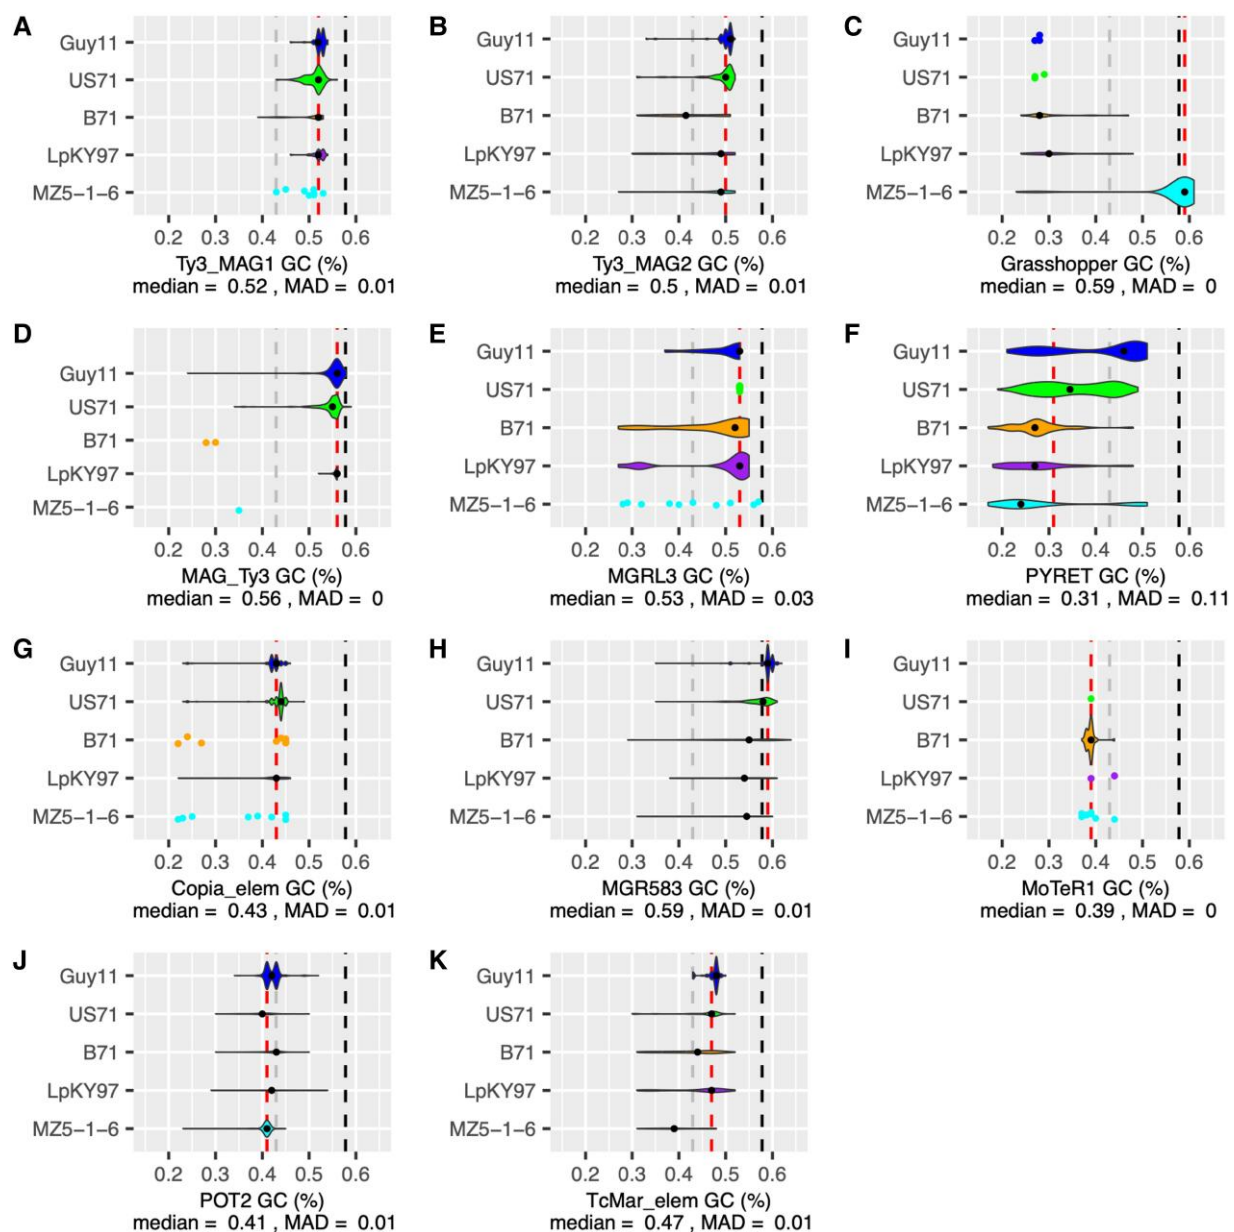 A
Guy11
US71
B71
LpKY97
MZ5−1−6
0.2 0.3 0.4 0.5 0.6
Ty3_MAG1 GC (%)
median = 0.52 , MAD = 0.01
B
Guy11
US71
B71
LpKY97
MZ5−1−6
0.2 0.3 0.4 0.5 0.6
Ty3_MAG2 GC (%)
median = 0.5 , MAD = 0.01
C
Guy11
US71
B71
LpKY97
MZ5−1−6
0.2 0.3 0.4 0.5 0.6
Grasshopper GC (%)
median = 0.59 , MAD = 0
D
Guy11
US71
B71
LpKY97
MZ5−1−6
0.2 0.3 0.4 0.5 0.6
MAG_Ty3 GC (%)
median = 0.56 , MAD = 0
E
Guy11
US71
B71
LpKY97
MZ5−1−6
0.2 0.3 0.4 0.5 0.6
MGRL3 GC (%)
median = 0.53 , MAD = 0.03
F
Guy11
US71
B71
LpKY97
MZ5−1−6
0.2 0.3 0.4 0.5 0.6
PYRET GC (%)
median = 0.31 , MAD = 0.11
G
Guy11
US71
B71
LpKY97
MZ5−1−6
0.2 0.3 0.4 0.5 0.6
Copia_elem GC (%)
median = 0.43 , MAD = 0.01
H
Guy11
US71
B71
LpKY97
MZ5−1−6
0.2 0.3 0.4 0.5 0.6
MGR583 GC (%)
median = 0.59 , MAD = 0.01
I
Guy11
US71
B71
LpKY97
MZ5−1−6
0.2 0.3 0.4 0.5 0.6
MoTeR1 GC (%)
median = 0.39 , MAD = 0
J
Guy11
US71
B71
LpKY97
MZ5−1−6
0.2 0.3 0.4 0.5 0.6
POT2 GC (%)
median = 0.41 , MAD = 0.01
K
Guy11
US71
B71
LpKY97
MZ5−1−6
0.2 0.3 0.4 0.5 0.6
TcMar_elem GC (%)
median = 0.47 , MAD = 0.01